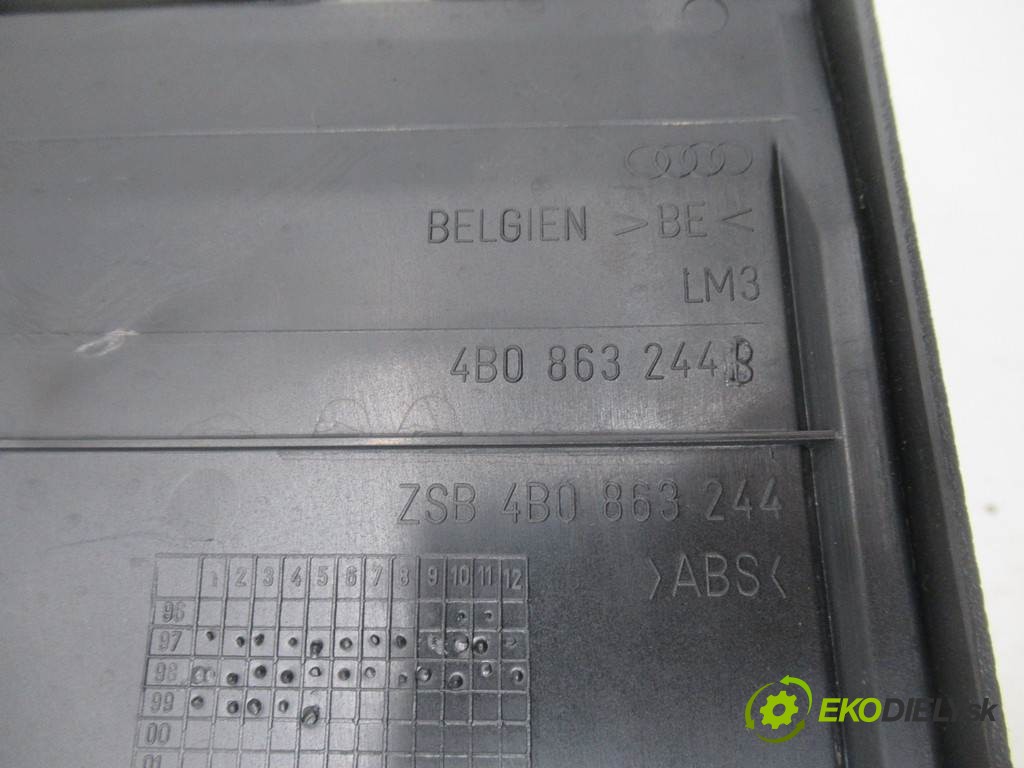 BELGIEN >BE<
LM3
4B0 863 244 B
ZSB 4B0 863 244
>ABS<
1 2 3 4 5 6 7 8 9 10 11 12
96
97
98
99
00
01
EKODIELY.sk